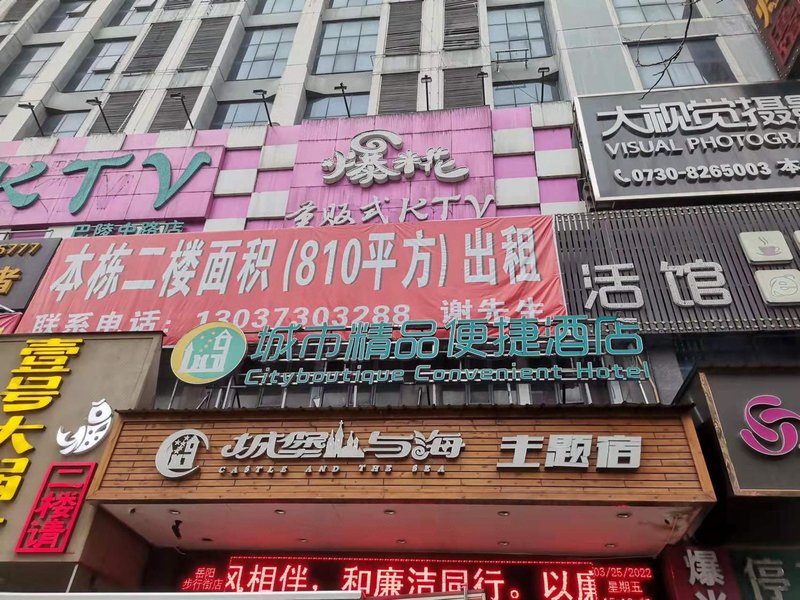 KTV
巴陵中路店
爆米花
量贩式KTV
大视觉摄影
VISUAL PHOTOGRA
0730-8265003 本
本栋二楼面积(810平方)出租
联系电话：13037303288 谢先生
活馆
城市精品便捷酒店
Cityboutique Convenient Hotel
壹号大
福
二楼请
城堡与海 主题宿
CASTLE AND THE SEA
岳阳
步行街店
风相伴，和廉洁同行。以廉
03/25/2022
星期五
爆
停